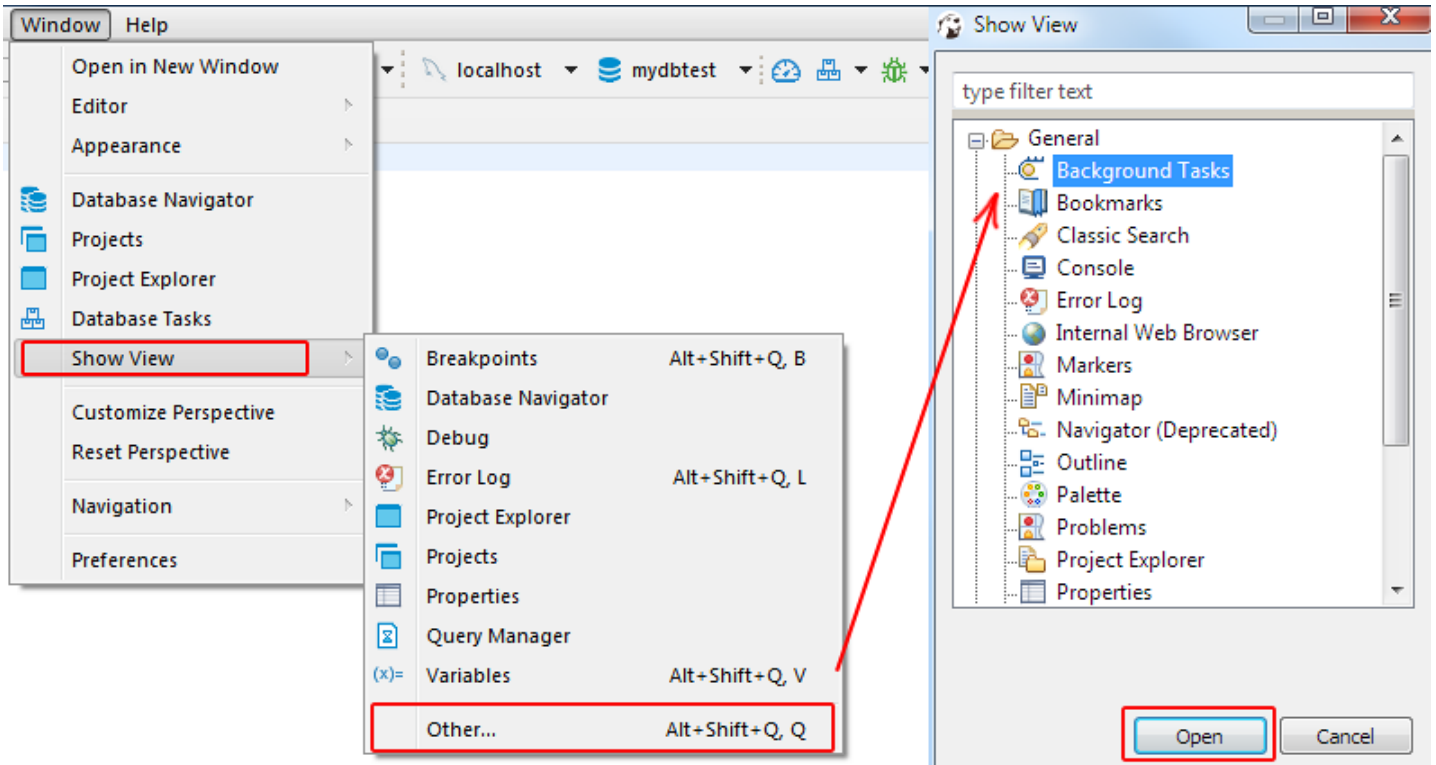 Window Help
Open in New Window
Editor
Appearance
Database Navigator
Projects
Project Explorer
Database Tasks
Show View
Customize Perspective
Reset Perspective
Navigation
Preferences
localhost mydbtest
Breakpoints Alt+Shift+Q, B
Database Navigator
Debug
Error Log Alt+Shift+Q, L
Project Explorer
Projects
Properties
Query Manager
(x)= Variables Alt+Shift+Q, V
Other... Alt+Shift+Q, Q
Show View
type filter text
General
Background Tasks
Bookmarks
Classic Search
Console
Error Log
Internal Web Browser
Markers
Minimap
Navigator (Deprecated)
Outline
Palette
Problems
Project Explorer
Properties
Open Cancel